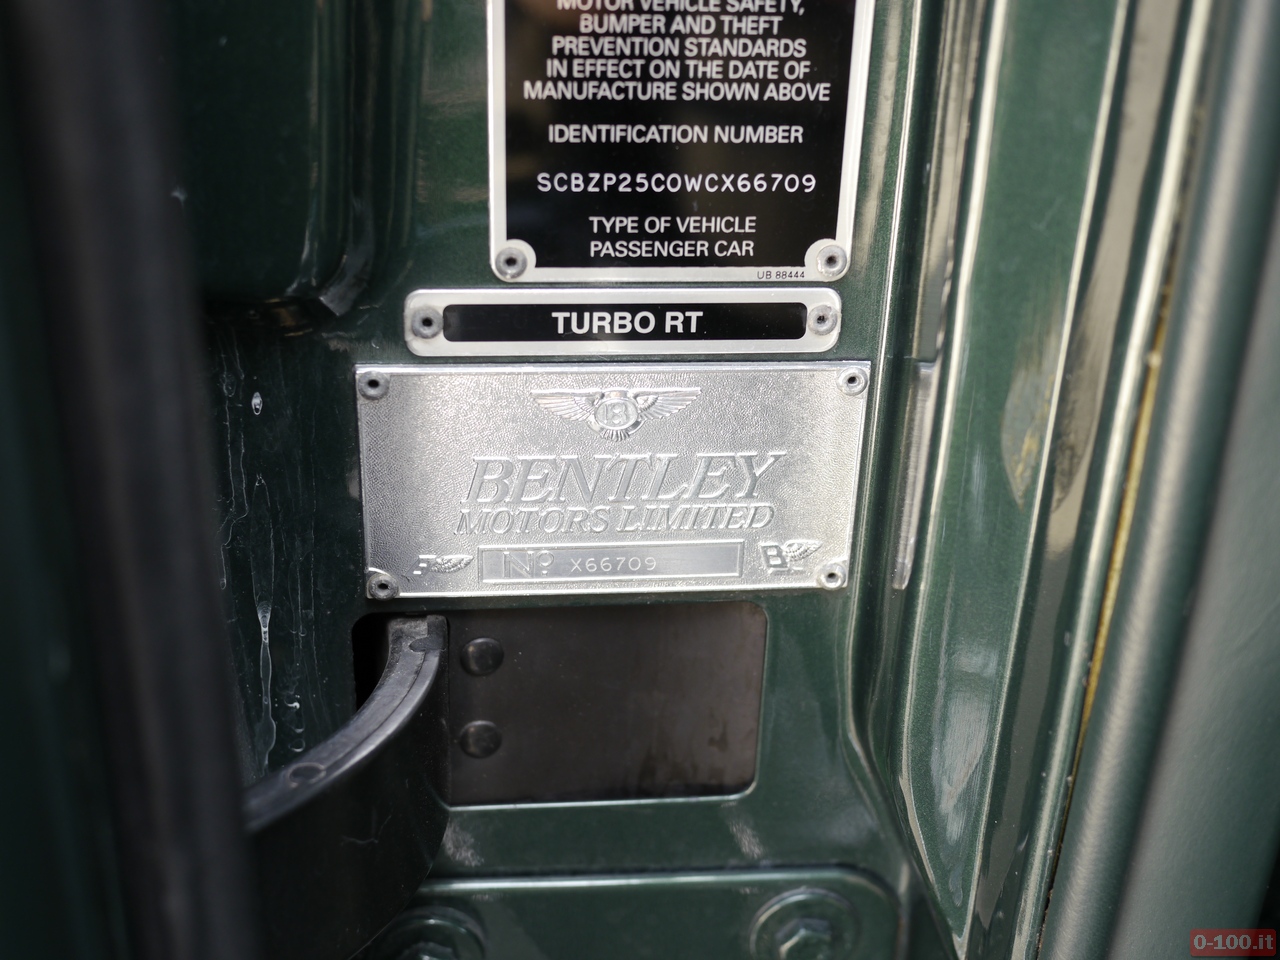 MOTOR VEHICLE SAFETY,
BUMPER AND THEFT
PREVENTION STANDARDS
IN EFFECT ON THE DATE OF
MANUFACTURE SHOWN ABOVE
IDENTIFICATION NUMBER
SCBZP25C0WCX66709
TYPE OF VEHICLE
PASSENGER CAR
UB 88444
TURBO RT
B
BENTLEY
MOTORS LIMITED
F
No X66709
B
0-100.it